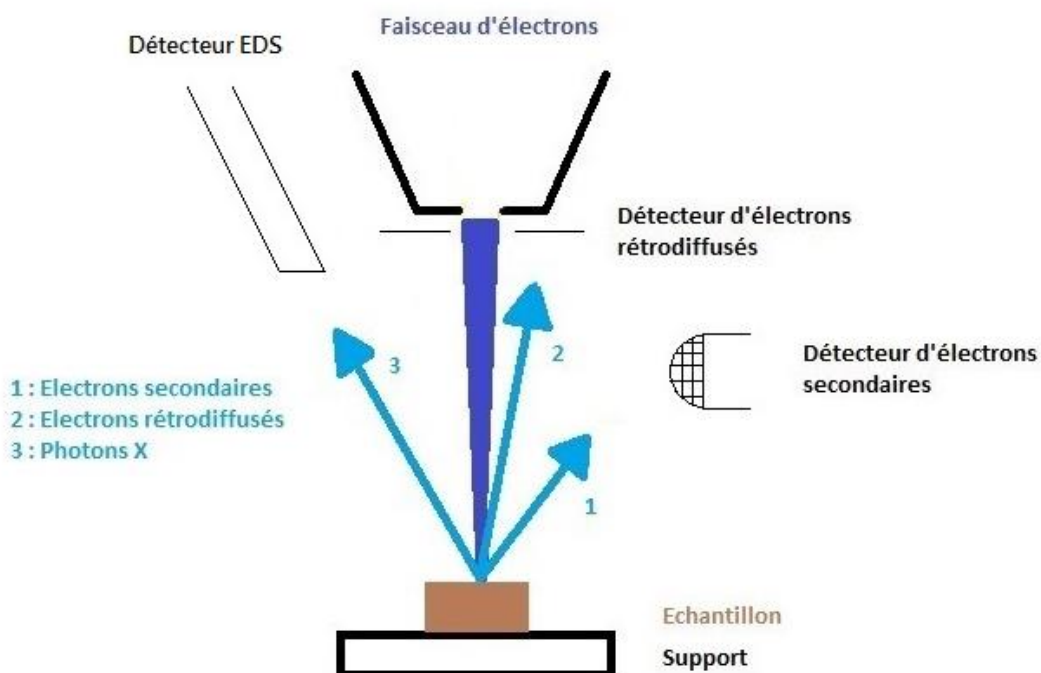 Faisceau d'électrons
Détecteur EDS
Détecteur d'électrons
rétrodiffusés
Détecteur d'électrons
secondaires
3
2
1
1 : Electrons secondaires
2 : Electrons rétrodiffusés
3 : Photons X
Echantillon
Support